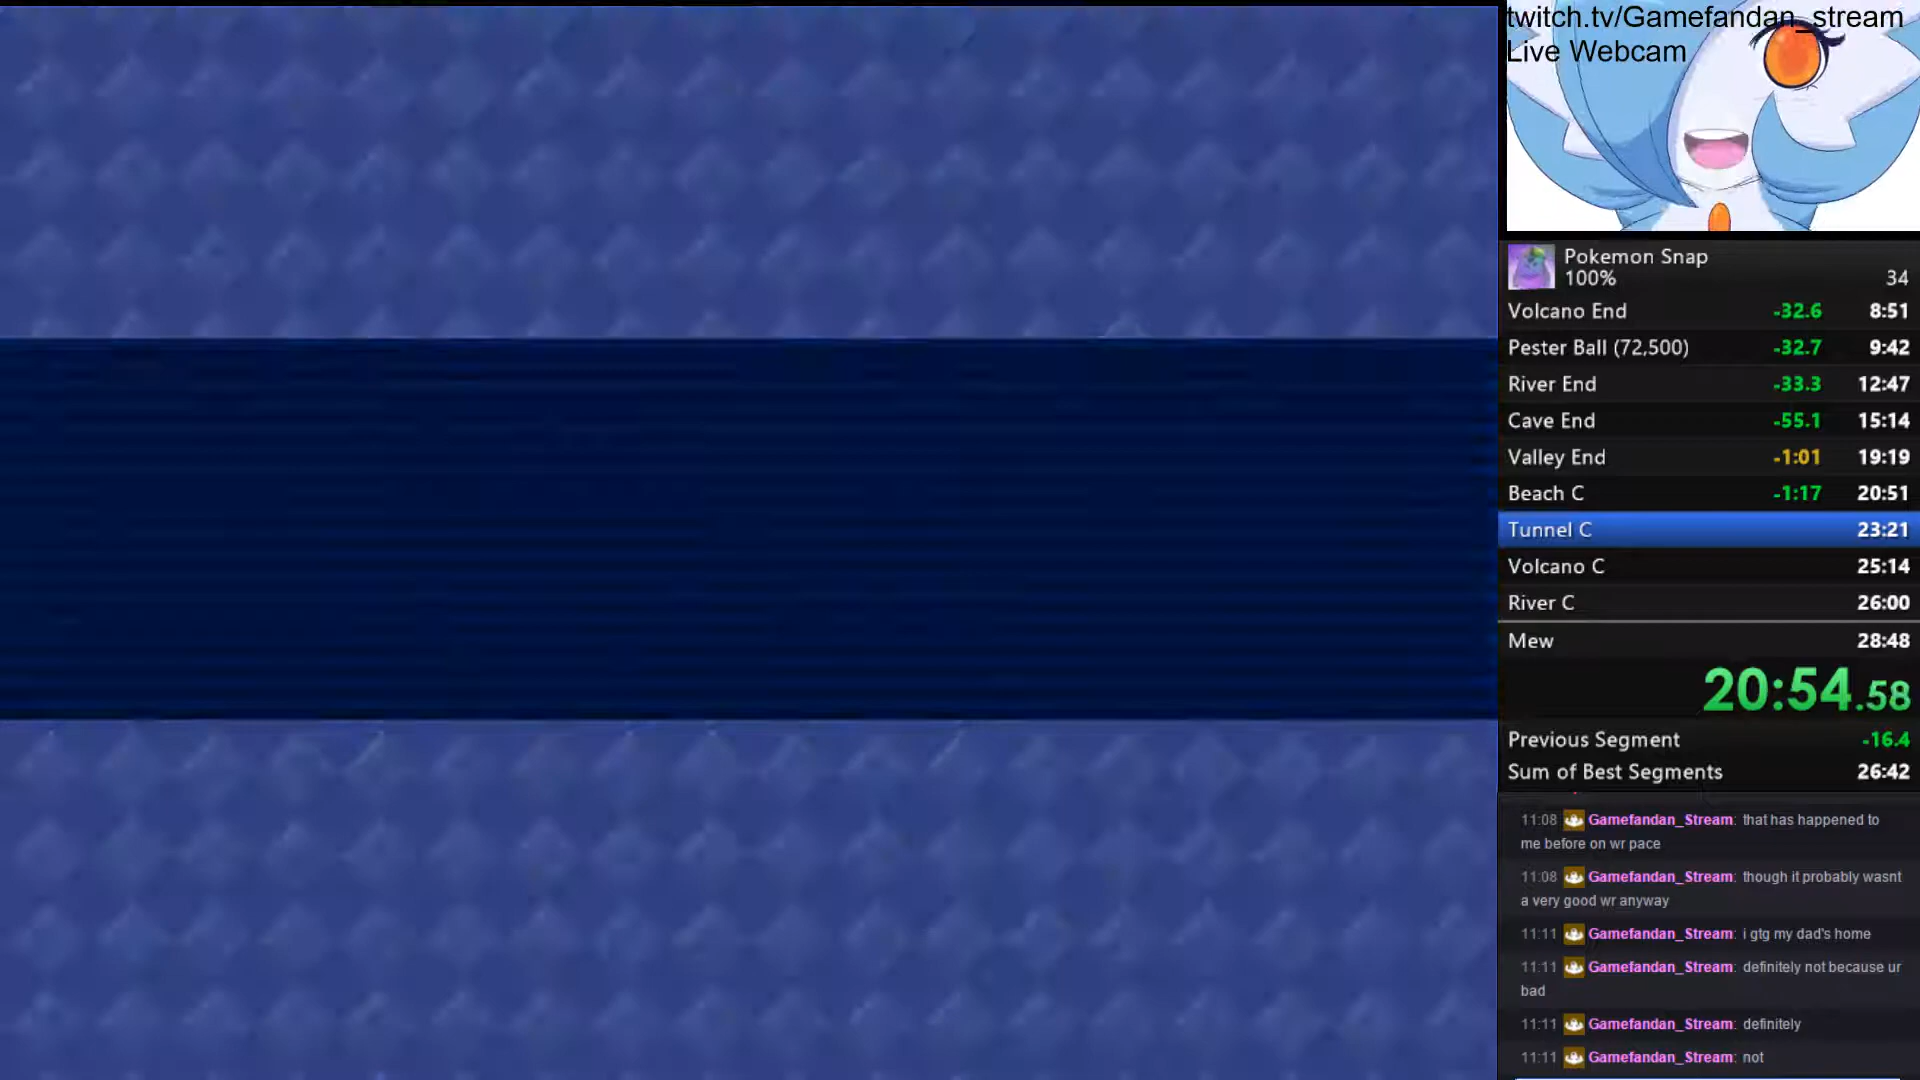 twitch.tv/Gamefandan_stream
Live Webcam
Pokemon Snap
100% 34
Volcano End -32.6 8:51
Pester Ball (72,500) -32.7 9:42
River End -33.3 12:47
Cave End -55.1 15:14
Valley End -1:01 19:19
Beach C -1:17 20:51
Tunnel C 23:21
Volcano C 25:14
River C 26:00
Mew 28:48
20:54.58
Previous Segment -16.4
Sum of Best Segments 26:42
11:08 Gamefandan_Stream: that has happened to
me before on wr pace
11:08 Gamefandan_Stream: though it probably wasnt
a very good wr anyway
11:11 Gamefandan_Stream: i gtg my dad's home
11:11 Gamefandan_Stream: definitely not because ur
bad
11:11 Gamefandan_Stream: definitely
11:11 Gamefandan_Stream: not